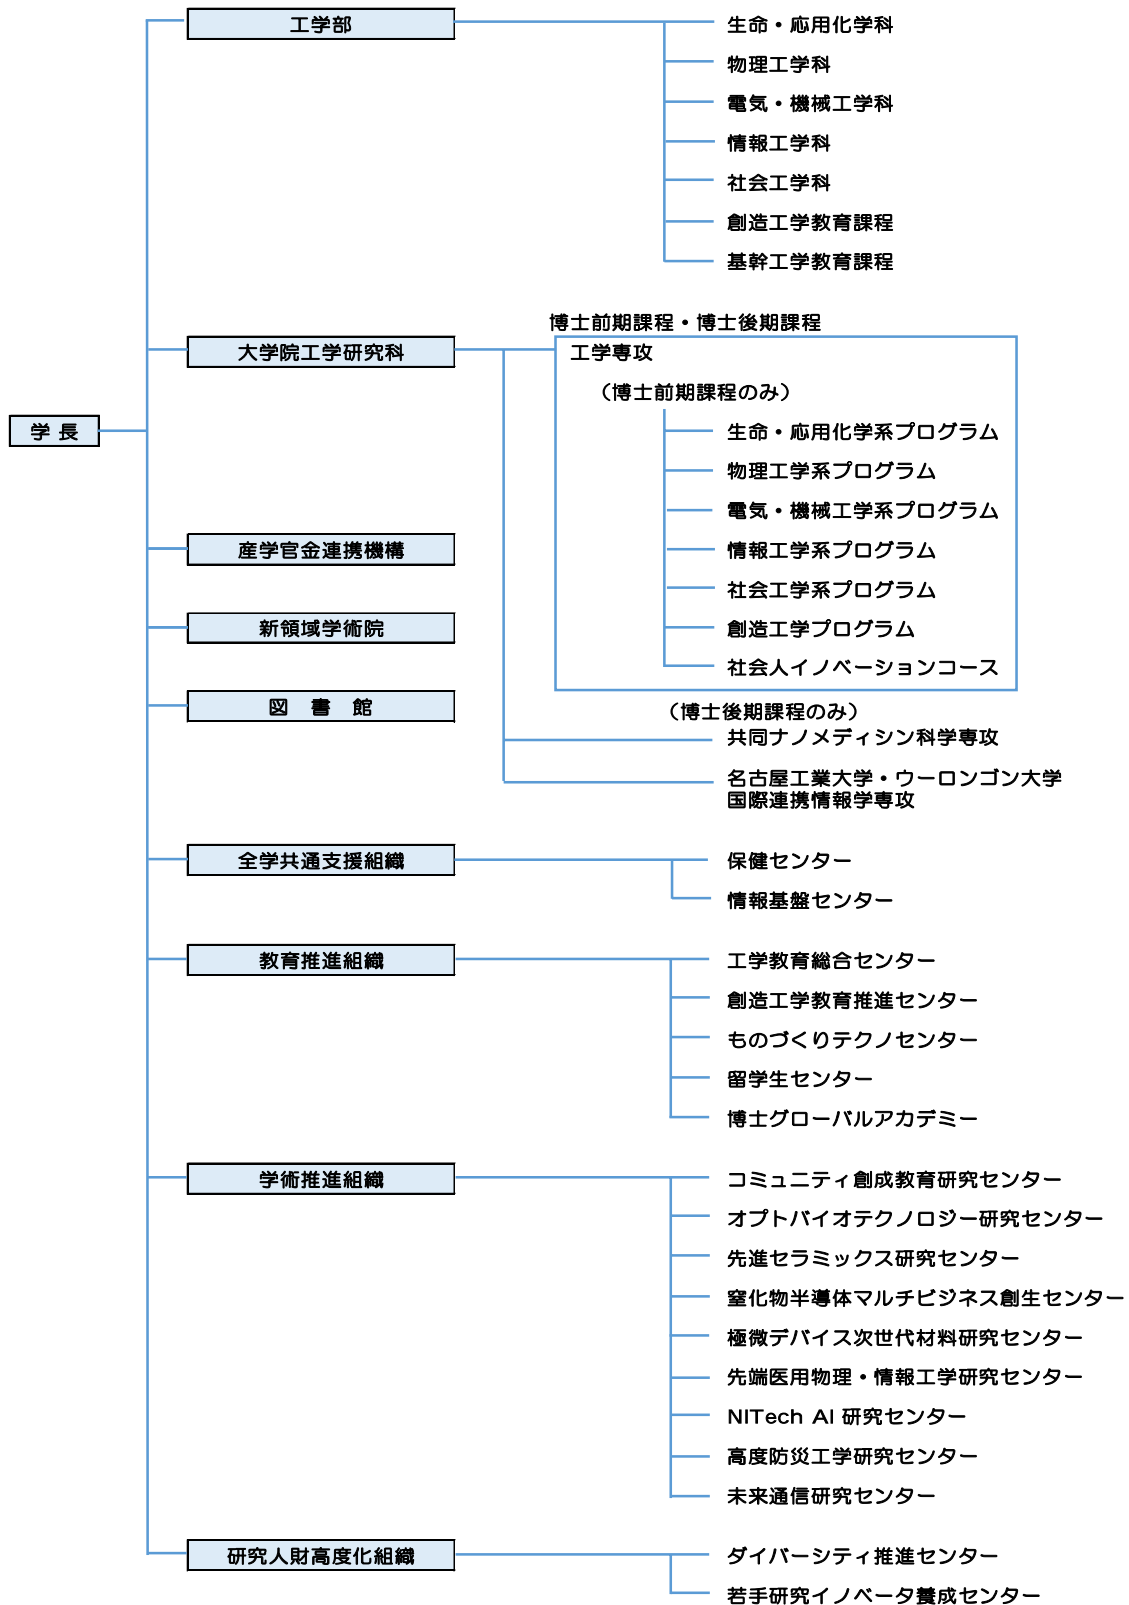 工学部
生命・応用化学科
物理工学科
電気・機械工学科
情報工学科
社会工学科
創造工学教育課程
基幹工学教育課程
博士前期課程・博士後期課程
大学院工学研究科
工学専攻
（博士前期課程のみ）
学 長
生命・応用化学系プログラム
物理工学系プログラム
電気・機械工学系プログラム
産学官金連携機構
情報工学系プログラム
社会工学系プログラム
新領域学術院
創造工学プログラム
社会人イノベーションコース
図 書 館
（博士後期課程のみ）
共同ナノメディシン科学専攻
名古屋工業大学・ウーロンゴン大学
国際連携情報学専攻
全学共通支援組織
保健センター
情報基盤センター
教育推進組織
工学教育総合センター
創造工学教育推進センター
ものづくりテクノセンター
留学生センター
博士グローバルアカデミー
学術推進組織
コミュニティ創成教育研究センター
オプトバイオテクノロジー研究センター
先進セラミックス研究センター
窒化物半導体マルチビジネス創生センター
極微デバイス次世代材料研究センター
先端医用物理・情報工学研究センター
NITech AI 研究センター
高度防災工学研究センター
未来通信研究センター
研究人財高度化組織
ダイバーシティ推進センター
若手研究イノベータ養成センター